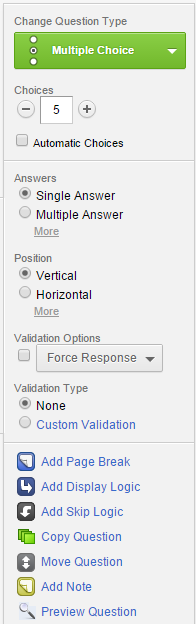 Change Question Type
Multiple Choice
Choices
5
Automatic Choices
Answers
Single Answer
Multiple Answer
More
Position
Vertical
Horizontal
More
Validation Options
Force Response
Validation Type
None
Custom Validation
Add Page Break
Add Display Logic
Add Skip Logic
Copy Question
Move Question
Add Note
Preview Question